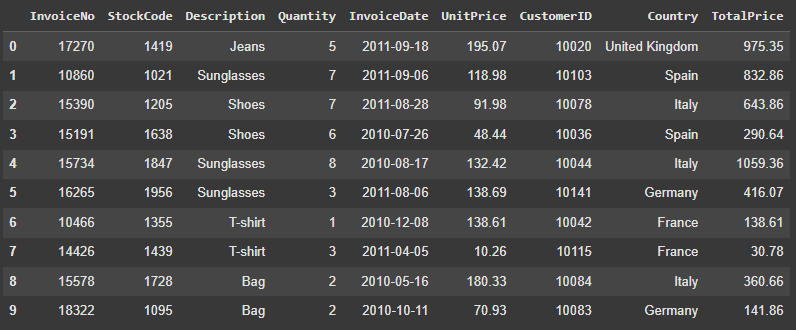 InvoiceNo StockCode Description Quantity InvoiceDate UnitPrice CustomerID Country TotalPrice
0 17270 1419 Jeans 5 2011-09-18 195.07 10020 United Kingdom 975.35
1 10860 1021 Sunglasses 7 2011-09-06 118.98 10103 Spain 832.86
2 15390 1205 Shoes 7 2011-08-28 91.98 10078 Italy 643.86
3 15191 1638 Shoes 6 2010-07-26 48.44 10036 Spain 290.64
4 15734 1847 Sunglasses 8 2010-08-17 132.42 10044 Italy 1059.36
5 16265 1956 Sunglasses 3 2011-08-06 138.69 10141 Germany 416.07
6 10466 1355 T-shirt 1 2010-12-08 138.61 10042 France 138.61
7 14426 1439 T-shirt 3 2011-04-05 10.26 10115 France 30.78
8 15578 1728 Bag 2 2010-05-16 180.33 10084 Italy 360.66
9 18322 1095 Bag 2 2010-10-11 70.93 10083 Germany 141.86